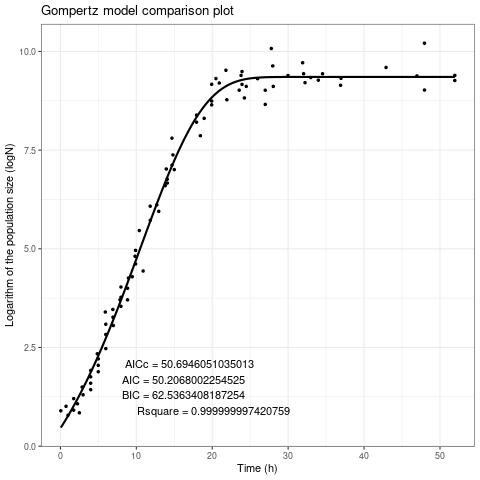 Gompertz model comparison plot
10.0
7.5
5.0
2.5
0.0
Logarithm of the population size (logN)
AICc = 50.6946051035013
AIC = 50.2068002254525
BIC = 62.5363408187254
Rsquare = 0.999999997420759
0 10 20 30 40 50
Time (h)